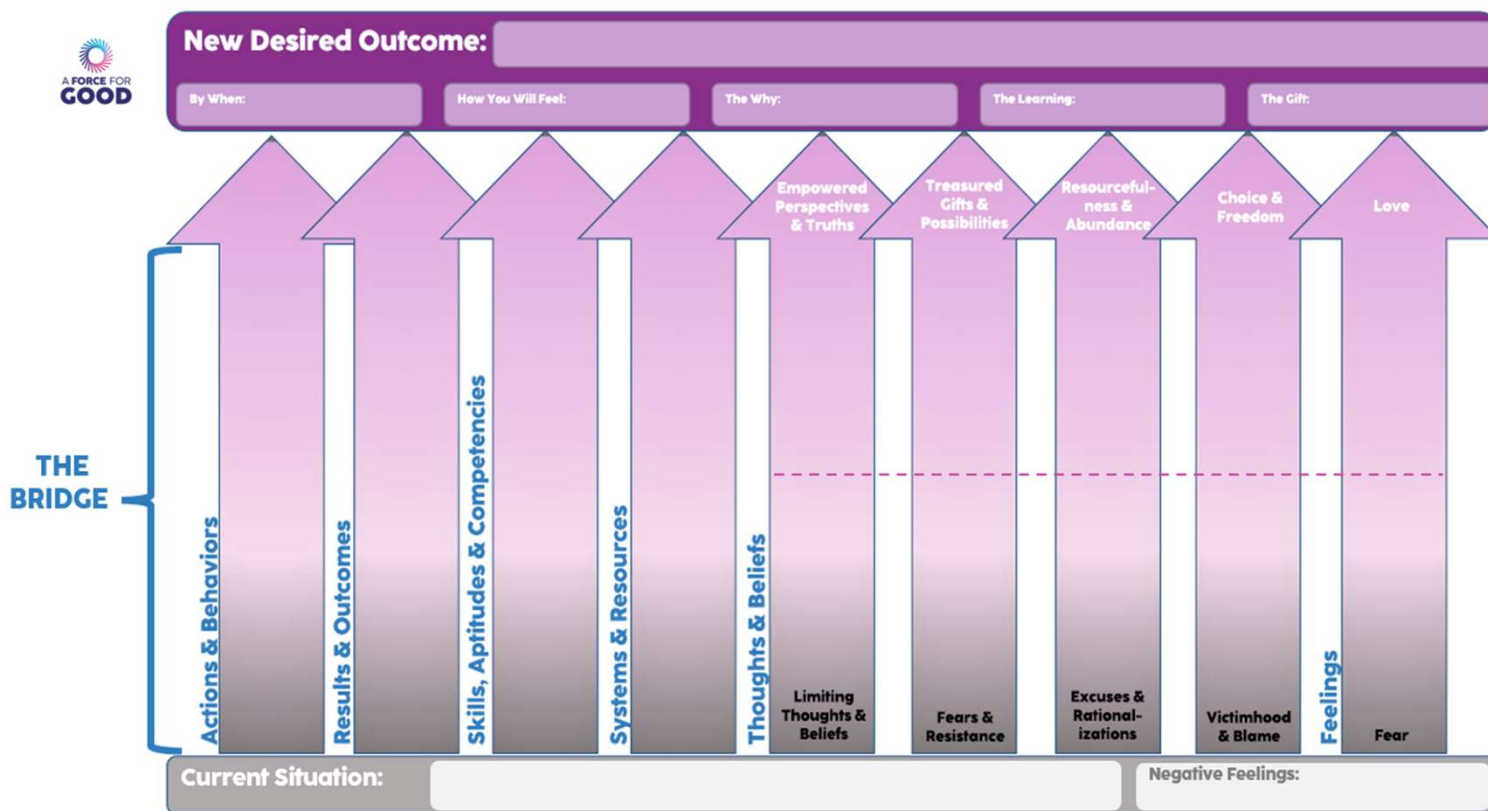 A FORCE FOR
GOOD
New Desired Outcome:
By When:
How You Will Feel:
The Why:
The Learning:
The Gift:
Empowered
Perspectives
& Truths
Treasured
Gifts &
Possibilities
Resourceful-
ness &
Abundance
Choice &
Freedom
Love
THE
BRIDGE
Actions & Behaviors
Results & Outcomes
Skills, Aptitudes & Competencies
Systems & Resources
Thoughts & Beliefs
Feelings
Limiting
Thoughts &
Beliefs
Fears &
Resistance
Excuses &
Rational-
izations
Victimhood
& Blame
Fear
Current Situation:
Negative Feelings: